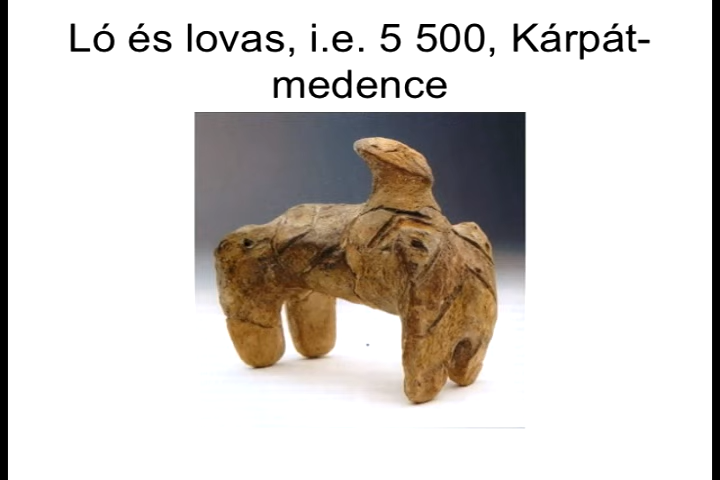 Ló és lovas, i.e. 5 500, Kárpát-
medence